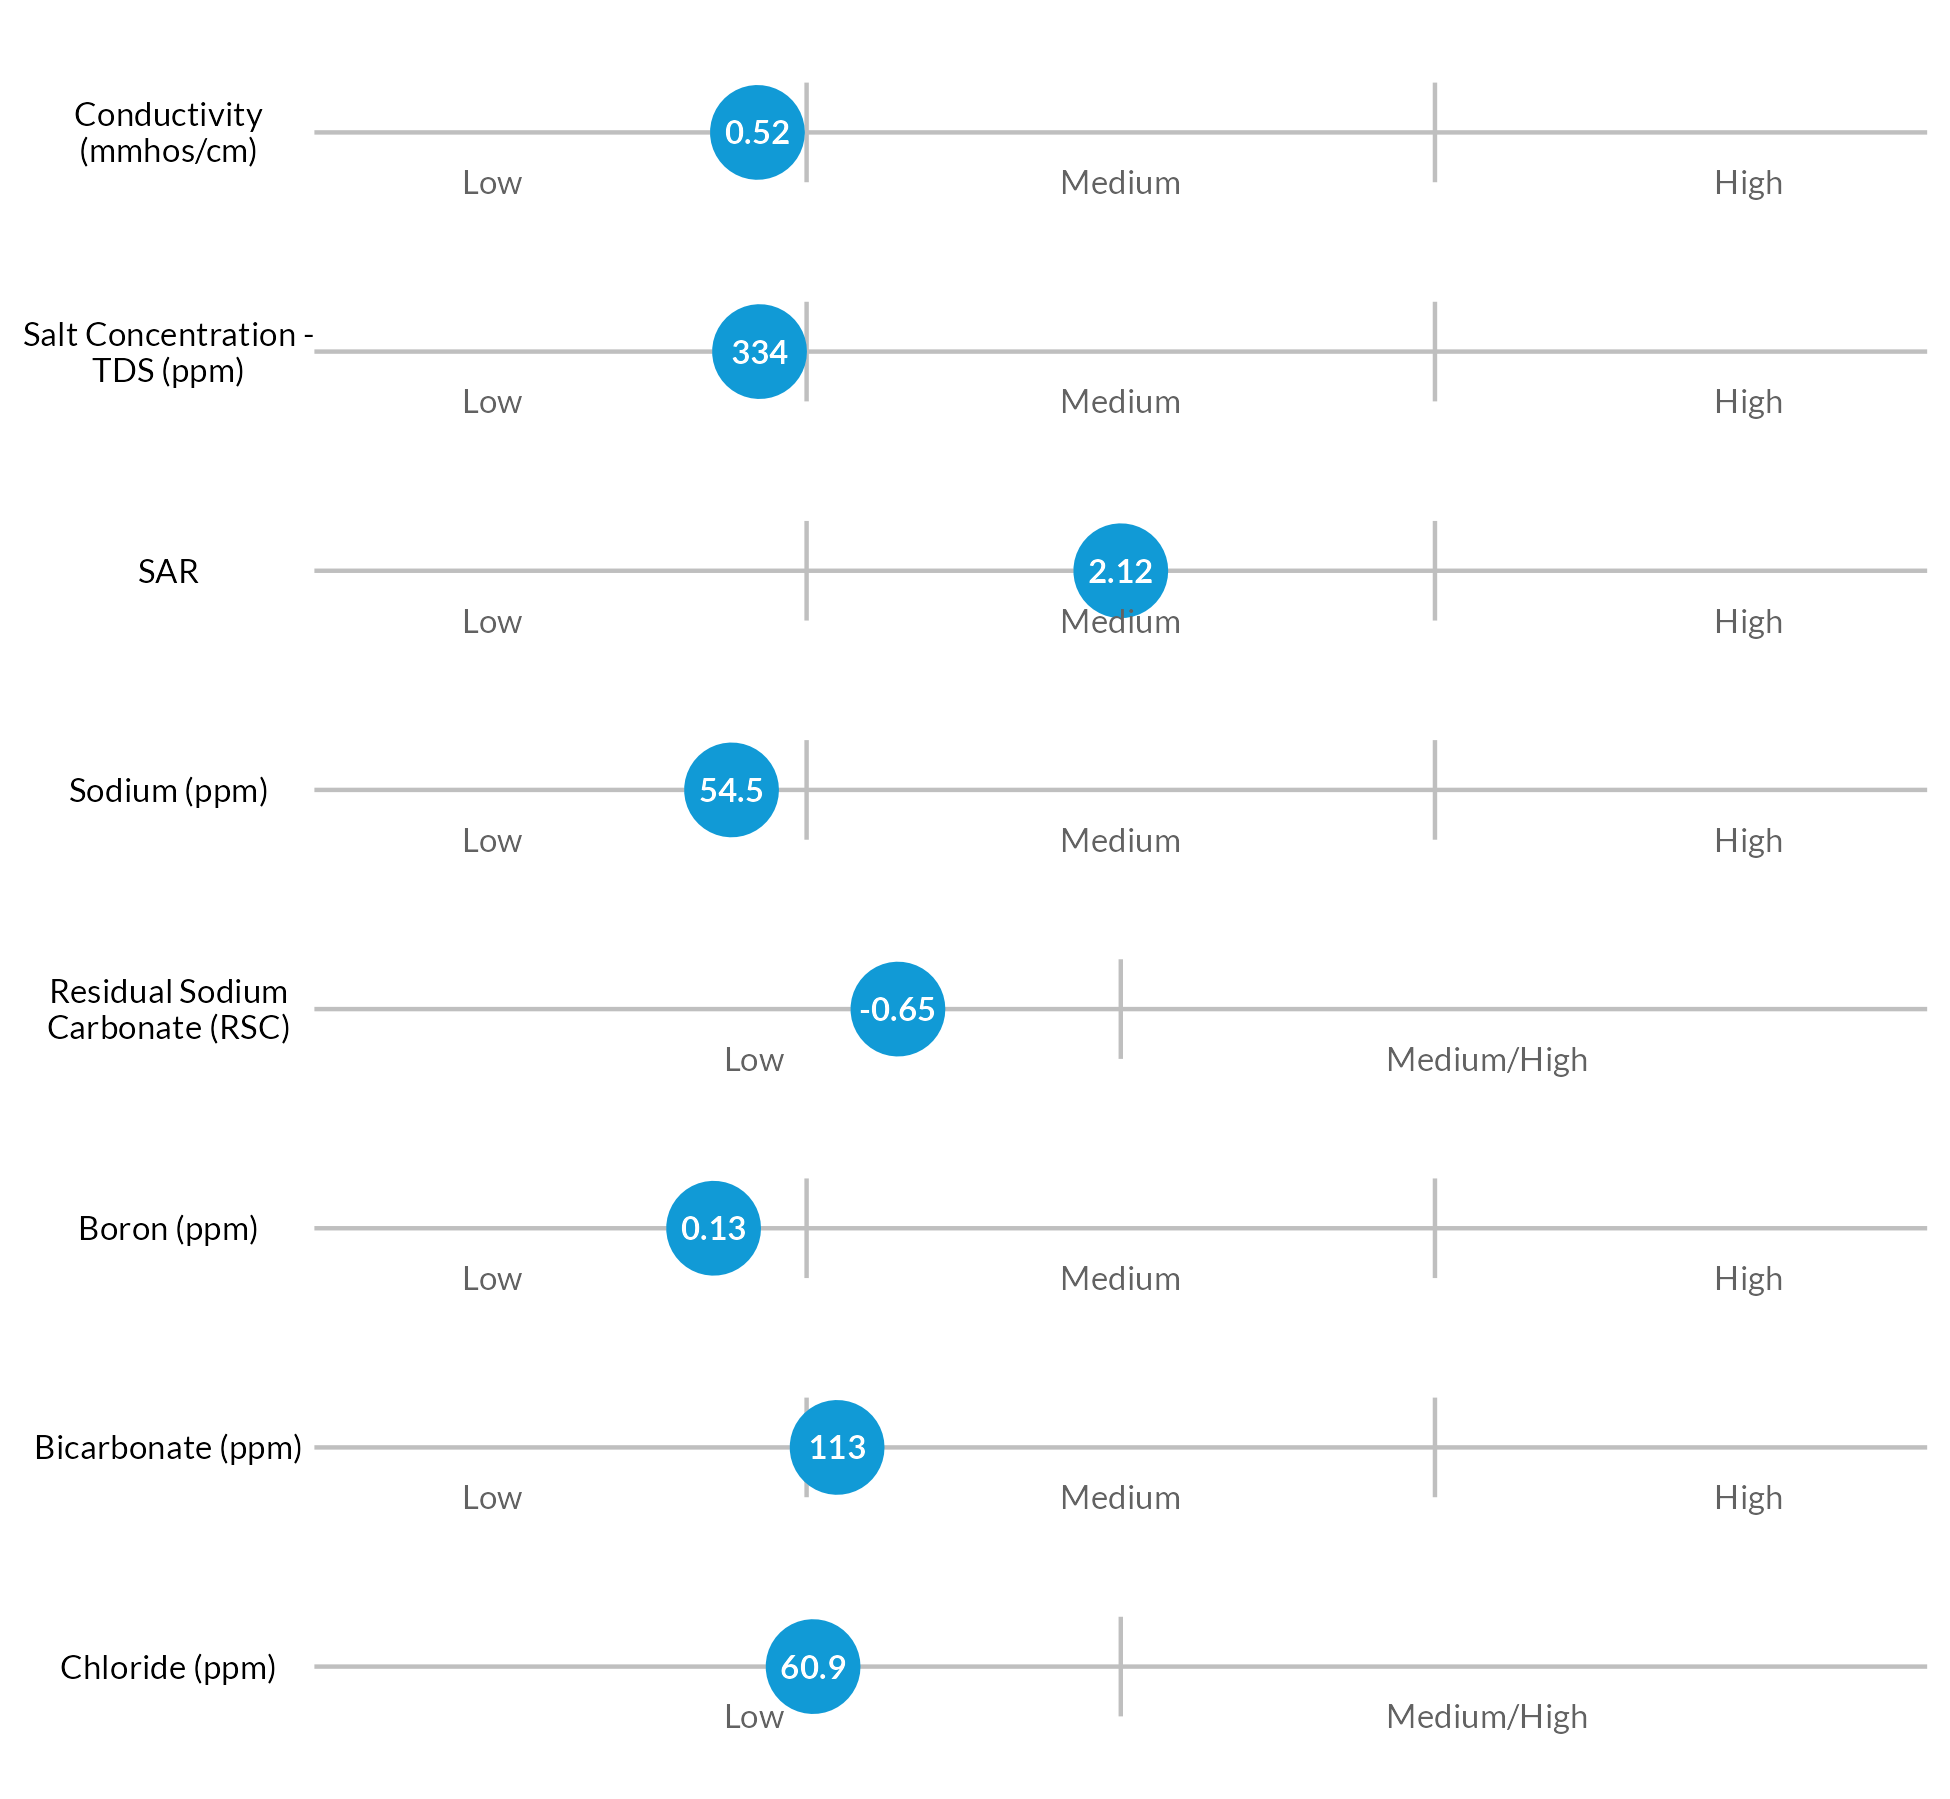 Conductivity
(mmhos/cm)
0.52
Low Medium High
Salt Concentration -
TDS (ppm)
334
Low Medium High
SAR
2.12
Low Medium High
Sodium (ppm)
54.5
Low Medium High
Residual Sodium
Carbonate (RSC)
-0.65
Low Medium/High
Boron (ppm)
0.13
Low Medium High
Bicarbonate (ppm)
113
Low Medium High
Chloride (ppm)
60.9
Low Medium/High